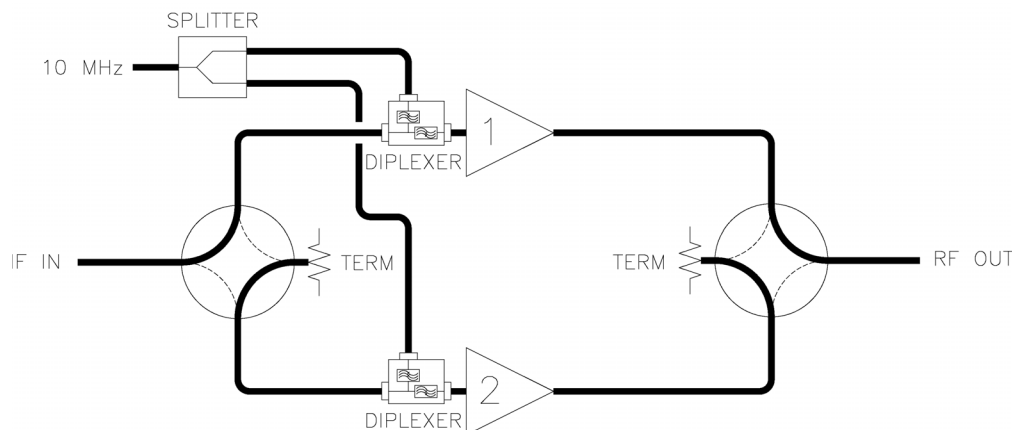 SPLITTER
10 MHz
1
DIPLEXER
IF IN
TERM
TERM
RF OUT
2
DIPLEXER